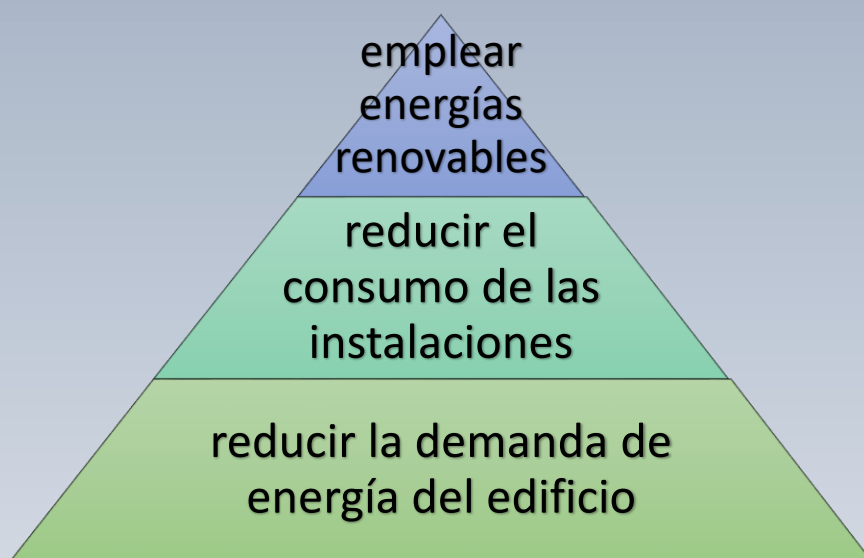 emplear
energías
renovables
reducir el
consumo de las
instalaciones
reducir la demanda de
energía del edificio